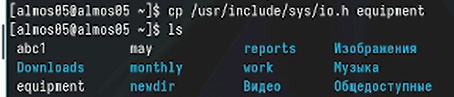 almos05@almos05:~$ cp /usr/include/sys/io.h equipment
almos05@almos05:~$ ls
abc1 may reports Изображения
Downloads monthly work Музыка
equipment newdir Видео Общедоступные